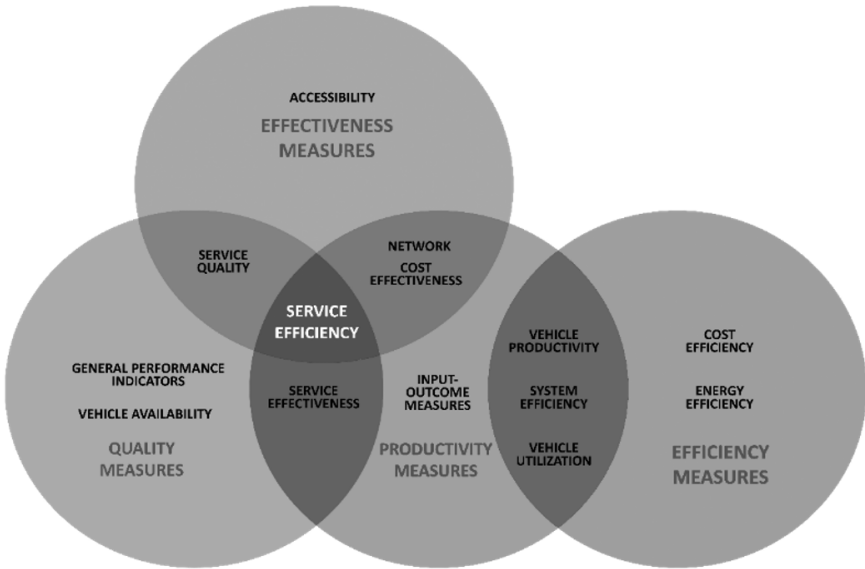 ACCESSIBILITY
EFFECTIVENESS
MEASURES
SERVICE
QUALITY
NETWORK
COST
EFFECTIVENESS
SERVICE
EFFICIENCY
GENERAL PERFORMANCE
INDICATORS
VEHICLE AVAILABILITY
QUALITY
MEASURES
SERVICE
EFFECTIVENESS
INPUT-
OUTCOME
MEASURES
PRODUCTIVITY
MEASURES
VEHICLE
PRODUCTIVITY
SYSTEM
EFFICIENCY
VEHICLE
UTILIZATION
COST
EFFICIENCY
ENERGY
EFFICIENCY
EFFICIENCY
MEASURES